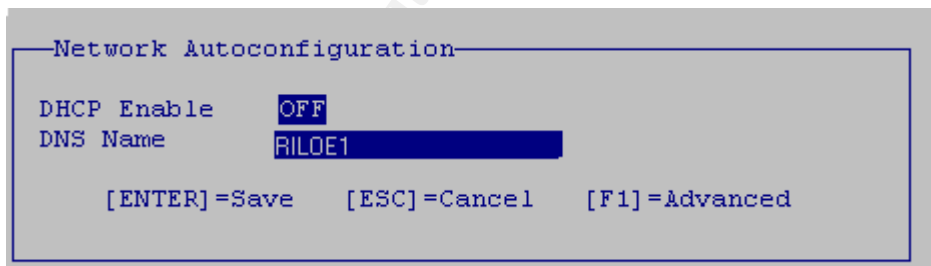 Network Autoconfiguration
DHCP Enable OFF
DNS Name RILOE1
[ENTER]=Save [ESC]=Cancel [F1]=Advanced